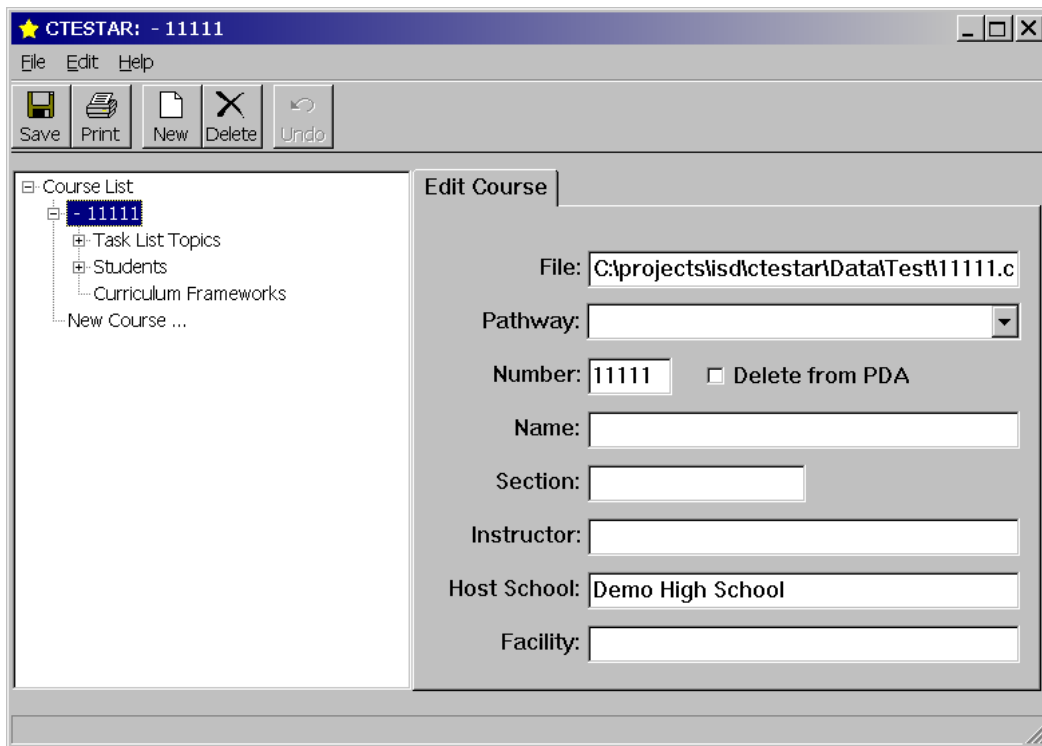 CTESTAR: - 11111
File Edit Help
Save Print New Delete Undo
Course List
- 11111
Task List Topics
Students
Curriculum Frameworks
New Course ...
Edit Course
File: C:\projects\isd\ctestar\Data\Test\11111.c
Pathway:
Number: 11111 Delete from PDA
Name:
Section:
Instructor:
Host School: Demo High School
Facility: